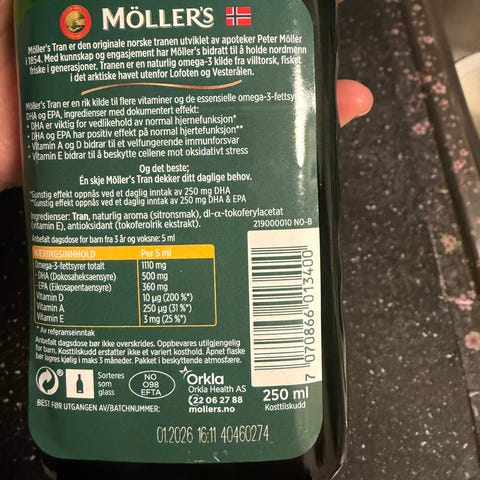 MÖLLER'S
Möller's Tran er den originale norske tranen utviklet av apoteker Peter Möller
i 1854. Med kunnskap og engasjement har Möller's bidratt til å holde nordmenn
friske i generasjoner. Tranen er en naturlig omega-3 kilde fra villtorsk, fisket
i det arktiske havet utenfor Lofoten og Vesterålen.
Möller's Tran er en rik kilde til flere vitaminer og de essensielle omega-3-fettsyrene
DHA og EPA, ingredienser med dokumentert effekt:
• DHA er viktig for vedlikehold av normal hjernefunksjon*
• DHA og EPA har positiv effekt på normal hjertefunksjon**
• Vitamin A og D bidrar til et velfungerende immunforsvar
• Vitamin E bidrar til å beskytte cellene mot oksidativt stress
Og det beste;
Én skje Möller's Tran dekker ditt daglige behov.
*Gunstig effekt oppnås ved et daglig inntak av 250 mg DHA
**Gunstig effekt oppnås ved et daglig inntak av 250 mg DHA & EPA
Ingredienser: Tran, naturlig aroma (sitronsmak), dl-α-tokoferylacetat
(vitamin E), antioksidant (tokoferolrik ekstrakt).
219000010 NO-B
Anbefalt døgndose for barn fra 3 år og voksne: 5 ml
NÆRINGSINNHOLD Per 5 ml
Omega-3-fettsyrer totalt 1110 mg
- DHA (Dokosaheksaensyre) 500 mg
- EPA (Eikosapentaensyre) 360 mg
Vitamin D 10 µg (200 %*)
Vitamin A 250 µg (31 %*)
Vitamin E 3 mg (25 %*)
* Av referanseinntak
Anbefalt døgndose bør ikke overskrides. Oppbevares utilgjengelig
for barn. Kosttilskudd erstatter ikke et variert kosthold. Åpnet flaske
bør lagres kjølig i maks 3 måneder. Pakket i beskyttende atmosfære.
7 070866 013400
Sorteres
som
glass
NO
O98
EFTA
Orkla
Orkla Health AS
22 06 27 88
mollers.no
250 ml
Kosttilskudd
BEST FØR UTGANGEN AV/BATCHNUMMER:
01.2026 16:11 40460274